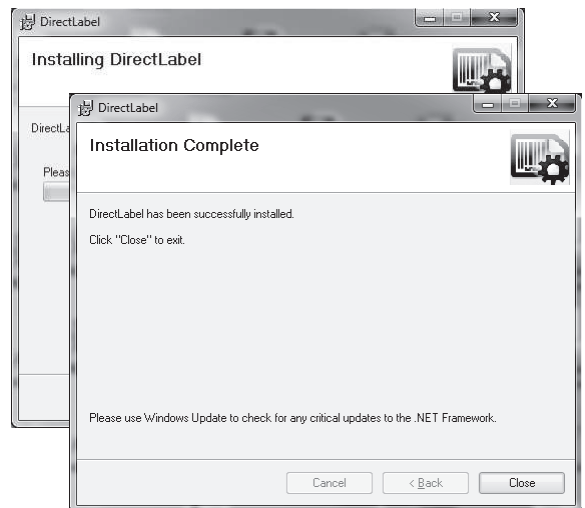 DirectLabel
Installing DirectLabel
DirectLabel
Installation Complete
DirectLabel has been successfully installed.
Click "Close" to exit.
Please use Windows Update to check for any critical updates to the .NET Framework.
Cancel
< Back
Close